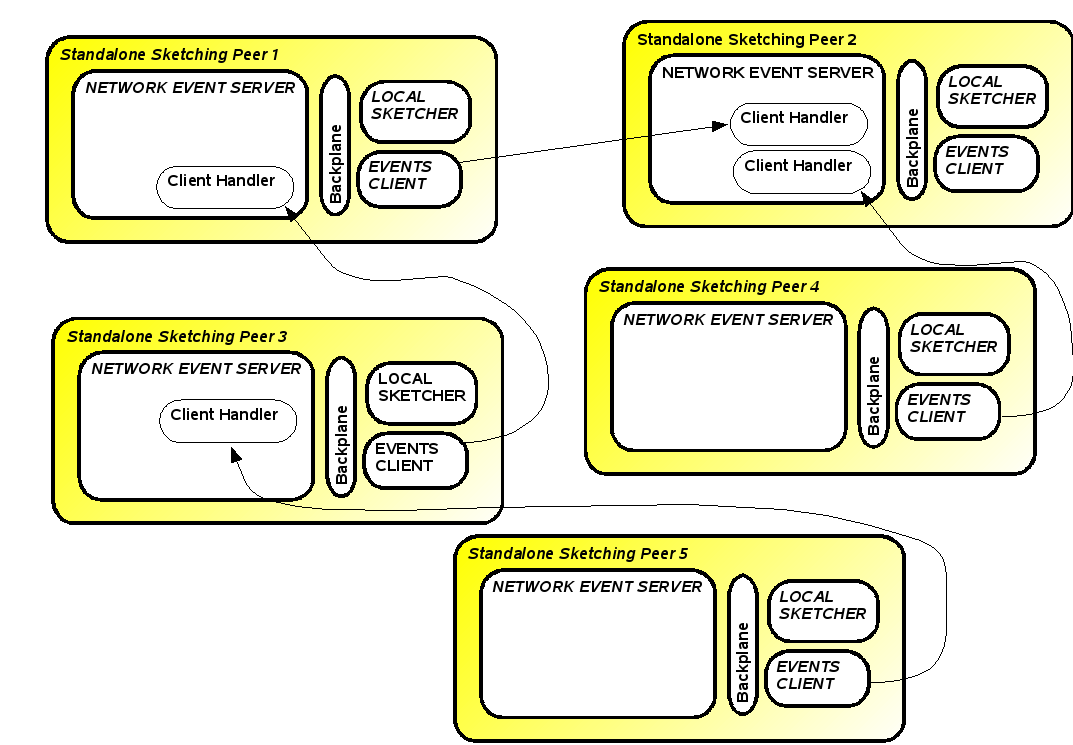 Standalone Sketching Peer 1
NETWORK EVENT SERVER
Client Handler
Backplane
LOCAL
SKETCHER
EVENTS
CLIENT
Standalone Sketching Peer 2
NETWORK EVENT SERVER
Client Handler
Client Handler
Backplane
LOCAL
SKETCHER
EVENTS
CLIENT
Standalone Sketching Peer 3
NETWORK EVENT SERVER
Client Handler
Backplane
LOCAL
SKETCHER
EVENTS
CLIENT
Standalone Sketching Peer 4
NETWORK EVENT SERVER
Backplane
LOCAL
SKETCHER
EVENTS
CLIENT
Standalone Sketching Peer 5
NETWORK EVENT SERVER
Backplane
LOCAL
SKETCHER
EVENTS
CLIENT